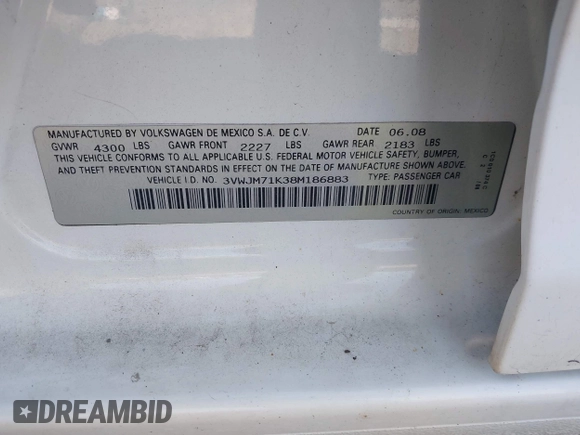 MANUFACTURED BY VOLKSWAGEN DE MEXICO S.A. DE C.V. DATE 06.08
GVWR 4300 LBS GAWR FRONT 2227 LBS GAWR REAR 2183 LBS
THIS VEHICLE CONFORMS TO ALL APPLICABLE U.S. FEDERAL MOTOR VEHICLE SAFETY, BUMPER,
AND THEFT PREVENTION STANDARDS IN EFFECT ON THE DATE OF MANUFACTURE SHOWN ABOVE.
VEHICLE I.D. NO. 3VWJM71K38M186883 TYPE: PASSENGER CAR
COUNTRY OF ORIGIN: MEXICO
DREAMBID